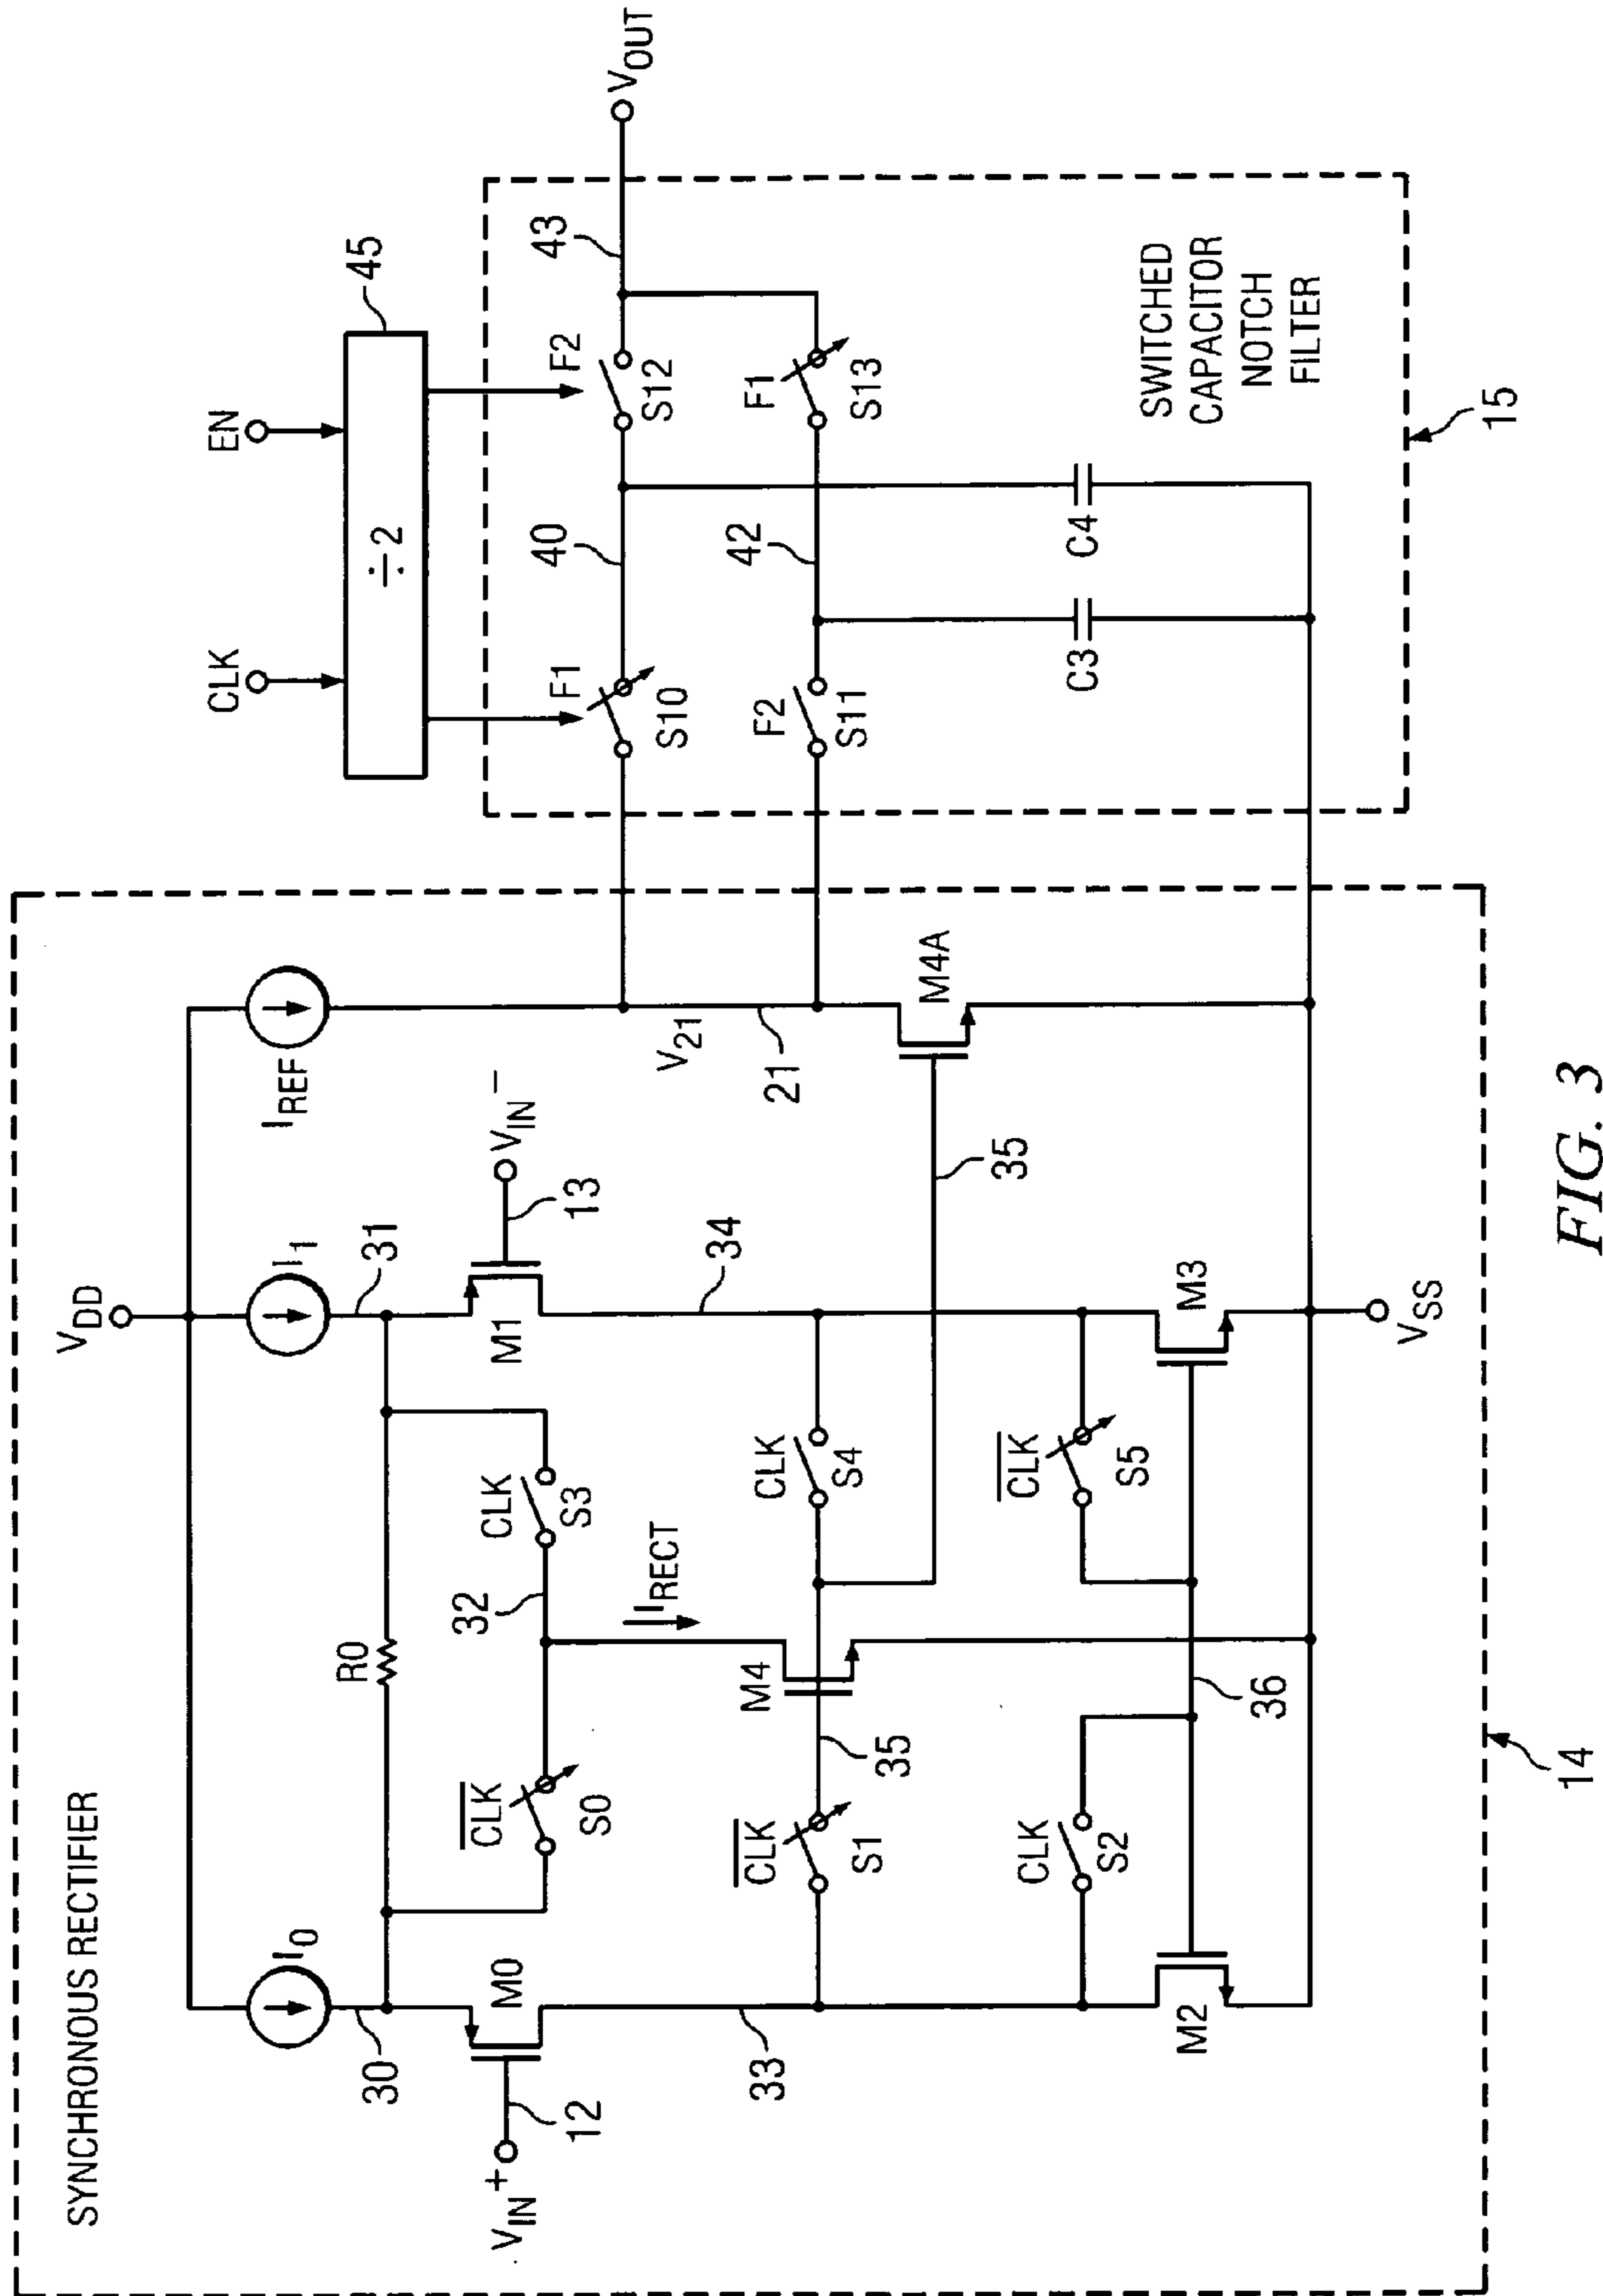 SYNCHRONOUS RECTIFIER
VDD
I0
I1
IREF
30
31
R0
VIN+
12
M0
CLK
S0
32
CLK
S3
M1
13
VIN−
IRECT
V21
21
33
34
CLK
S1
35
M4
CLK
S4
35
M4A
CLK
S2
CLK
S5
36
M2
M3
VSS
14
CLK
EN
÷2
45
F1
S10
40
F2
S12
43
VOUT
F2
S11
42
F1
S13
C3
C4
SWITCHED
CAPACITOR
NOTCH
FILTER
15
FIG. 3